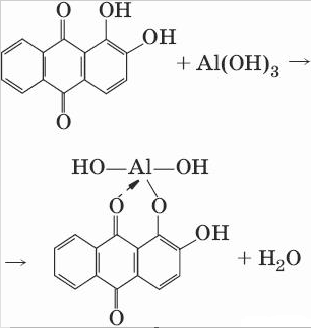 O OH
OH
+ Al(OH)₃ →
O
HO—Al—OH
O O
OH
→ + H₂O
O